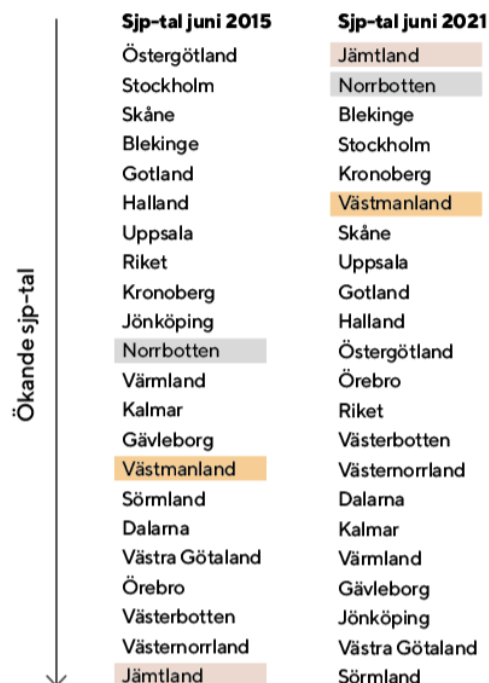 Sjp-tal juni 2015
Östergötland
Stockholm
Skåne
Blekinge
Gotland
Halland
Uppsala
Riket
Kronoberg
Jönköping
Norrbotten
Värmland
Kalmar
Gävleborg
Västmanland
Sörmland
Dalarna
Västra Götaland
Örebro
Västerbotten
Västernorrland
Jämtland
Sjp-tal juni 2021
Jämtland
Norrbotten
Blekinge
Stockholm
Kronoberg
Västmanland
Skåne
Uppsala
Gotland
Halland
Östergötland
Örebro
Riket
Västerbotten
Västernorrland
Dalarna
Kalmar
Värmland
Gävleborg
Jönköping
Västra Götaland
Sörmland
Ökande sjp-tal